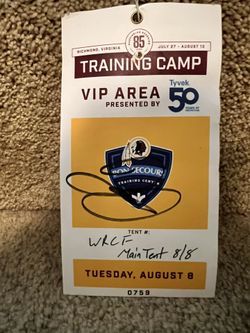 RICHMOND, VIRGINIA
85
JULY 27 - AUGUST 13
TRAINING CAMP
VIP AREA
PRESENTED BY
Tyvek
50
BON SECOURS
TRAINING CAMP
TENT #:
WRCF
Main Tent 8/8
TUESDAY, AUGUST 8
0759